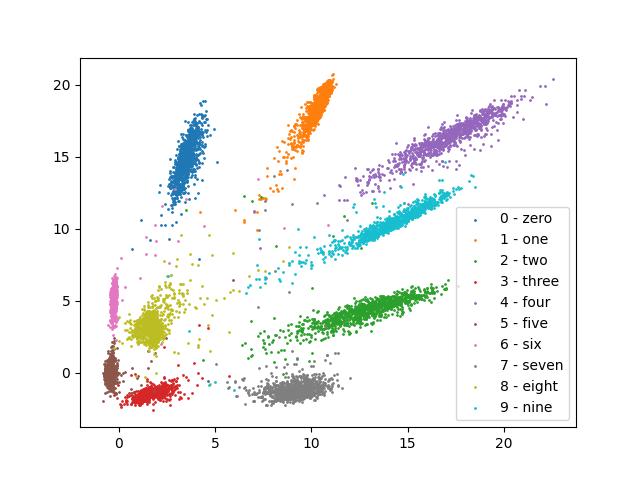 20
15
10
5
0
0 - zero
1 - one
2 - two
3 - three
4 - four
5 - five
6 - six
7 - seven
8 - eight
9 - nine
0 5 10 15 20